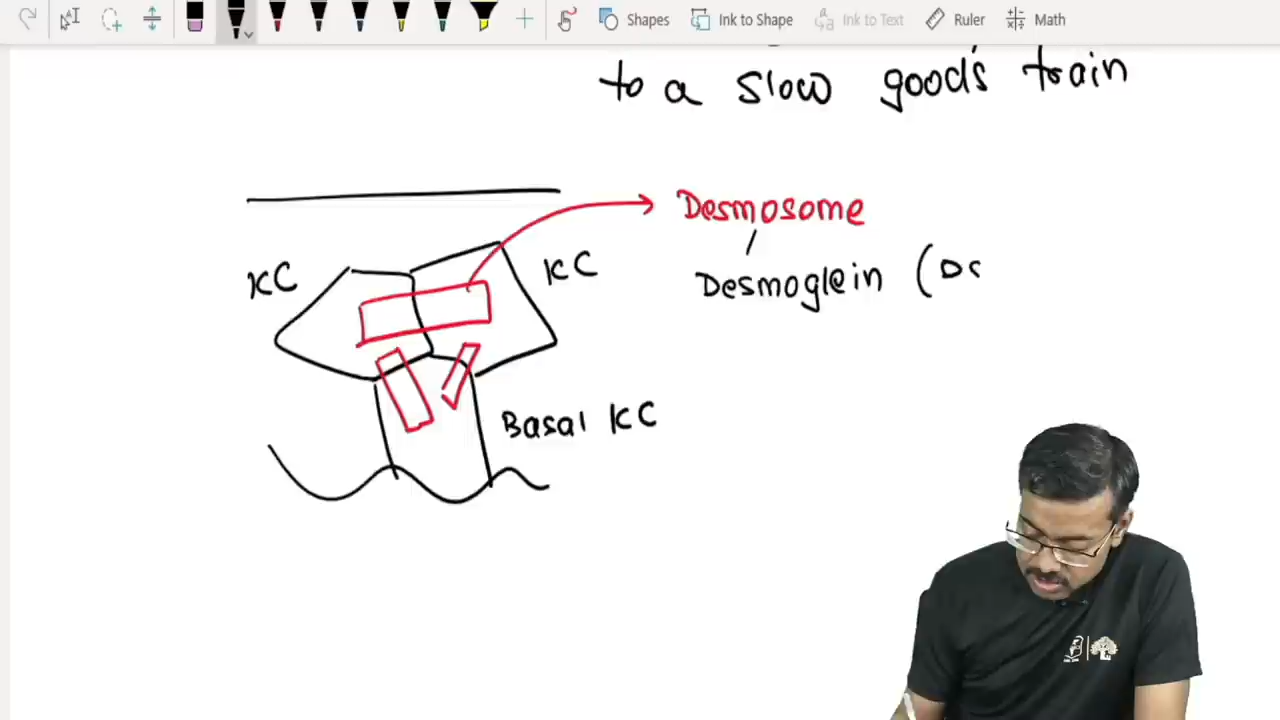 Shapes
Ink to Shape
Ink to Text
Ruler
Math
to a slow good's train
Desmosome
KC
KC
Desmoglein (DS
Basal KC